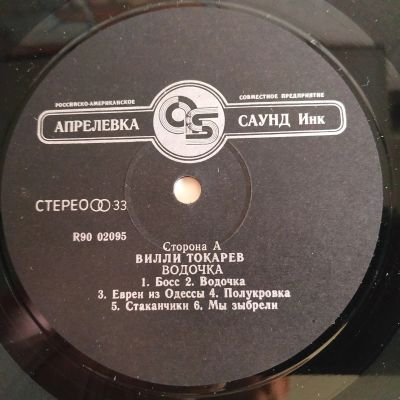 РОССИЙСКО-АМЕРИКАНСКОЕ СОВМЕСТНОЕ ПРЕДПРИЯТИЕ
АПРЕЛЕВКА САУНД Инк
СТЕРЕО 33
R90 02095
Сторона А
ВИЛЛИ ТОКАРЕВ
ВОДОЧКА
1. Босс 2. Водочка
3. Евреи из Одессы 4. Полукровка
5. Стаканчики 6. Мы зыбрели